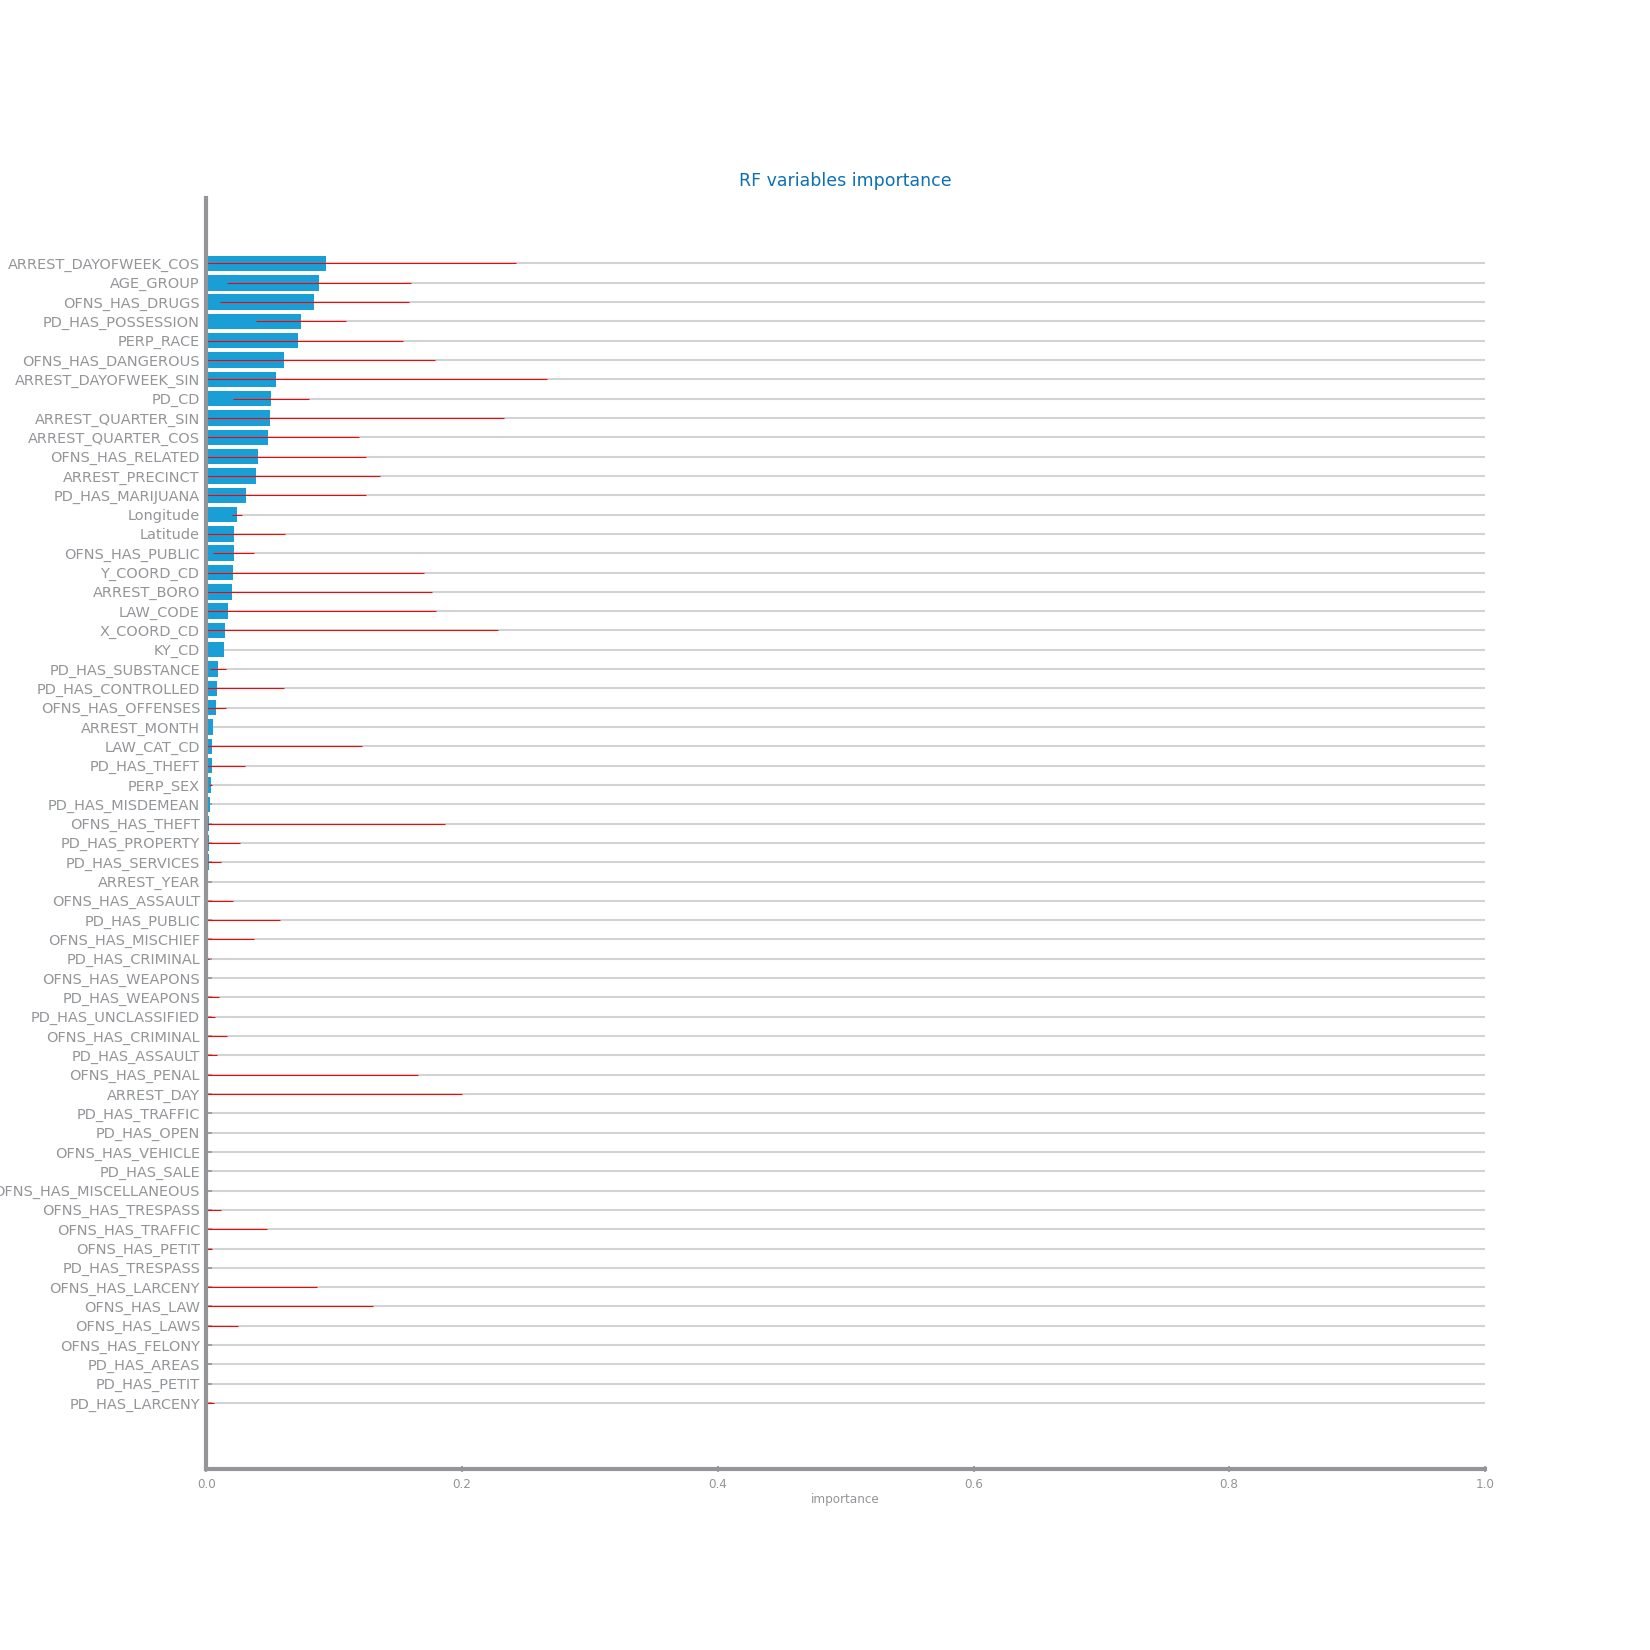 RF variables importance
ARREST_DAYOFWEEK_COS
AGE_GROUP
OFNS_HAS_DRUGS
PD_HAS_POSSESSION
PERP_RACE
OFNS_HAS_DANGEROUS
ARREST_DAYOFWEEK_SIN
PD_CD
ARREST_QUARTER_SIN
ARREST_QUARTER_COS
OFNS_HAS_RELATED
ARREST_PRECINCT
PD_HAS_MARIJUANA
Longitude
Latitude
OFNS_HAS_PUBLIC
Y_COORD_CD
ARREST_BORO
LAW_CODE
X_COORD_CD
KY_CD
PD_HAS_SUBSTANCE
PD_HAS_CONTROLLED
OFNS_HAS_OFFENSES
ARREST_MONTH
LAW_CAT_CD
PD_HAS_THEFT
PERP_SEX
PD_HAS_MISDEMEAN
OFNS_HAS_THEFT
PD_HAS_PROPERTY
PD_HAS_SERVICES
ARREST_YEAR
OFNS_HAS_ASSAULT
PD_HAS_PUBLIC
OFNS_HAS_MISCHIEF
PD_HAS_CRIMINAL
OFNS_HAS_WEAPONS
PD_HAS_WEAPONS
PD_HAS_UNCLASSIFIED
OFNS_HAS_CRIMINAL
PD_HAS_ASSAULT
OFNS_HAS_PENAL
ARREST_DAY
PD_HAS_TRAFFIC
PD_HAS_OPEN
OFNS_HAS_VEHICLE
PD_HAS_SALE
OFNS_HAS_MISCELLANEOUS
OFNS_HAS_TRESPASS
OFNS_HAS_TRAFFIC
OFNS_HAS_PETIT
PD_HAS_TRESPASS
OFNS_HAS_LARCENY
OFNS_HAS_LAW
OFNS_HAS_LAWS
OFNS_HAS_FELONY
PD_HAS_AREAS
PD_HAS_PETIT
PD_HAS_LARCENY
0.0 0.2 0.4 0.6 0.8 1.0
importance